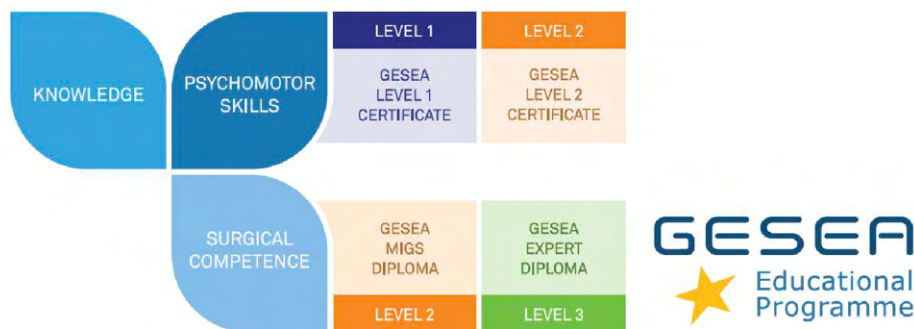 KNOWLEDGE
PSYCHOMOTOR
SKILLS
LEVEL 1
GESEA
LEVEL 1
CERTIFICATE
LEVEL 2
GESEA
LEVEL 2
CERTIFICATE
SURGICAL
COMPETENCE
GESEA
MIGS
DIPLOMA
LEVEL 2
GESEA
EXPERT
DIPLOMA
LEVEL 3
GESEA
Educational
Programme